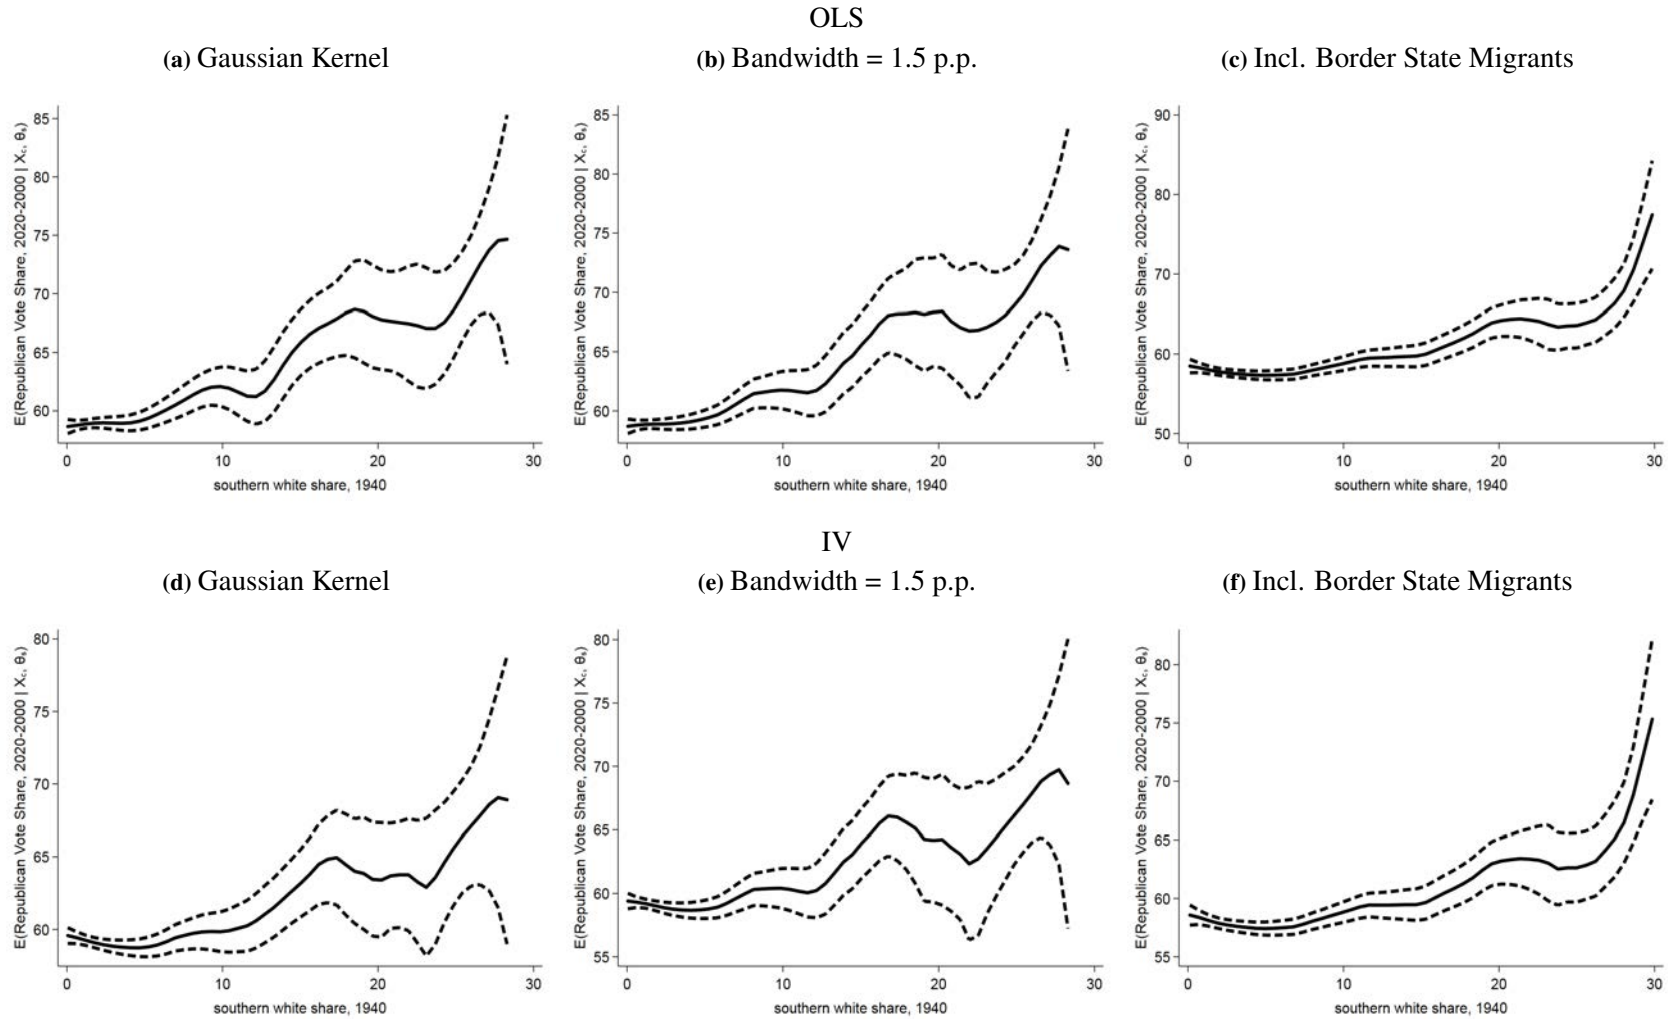 OLS
(a) Gaussian Kernel
(b) Bandwidth = 1.5 p.p.
(c) Incl. Border State Migrants
E(Republican Vote Share, 2020-2000 | Xc, θs)
85
80
75
70
65
60
0 10 20 30
southern white share, 1940
E(Republican Vote Share, 2020-2000 | Xc, θs)
85
80
75
70
65
60
0 10 20 30
southern white share, 1940
E(Republican Vote Share, 2020-2000 | Xc, θs)
90
80
70
60
50
0 10 20 30
southern white share, 1940
IV
(d) Gaussian Kernel
(e) Bandwidth = 1.5 p.p.
(f) Incl. Border State Migrants
E(Republican Vote Share, 2020-2000 | Xc, θs)
80
75
70
65
60
0 10 20 30
southern white share, 1940
E(Republican Vote Share, 2020-2000 | Xc, θs)
80
75
70
65
60
55
0 10 20 30
southern white share, 1940
E(Republican Vote Share, 2020-2000 | Xc, θs)
80
75
70
65
60
55
0 10 20 30
southern white share, 1940